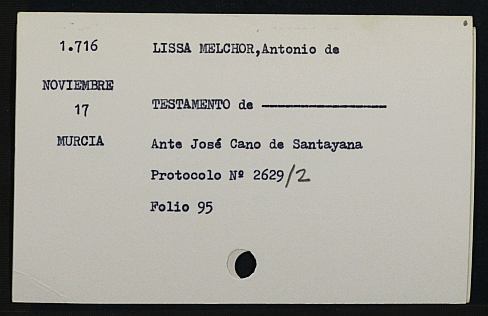 1.716 LISSA MELCHOR,Antonio de
NOVIEMBRE
17 TESTAMENTO de ——————————
MURCIA Ante José Cano de Santayana
Protocolo Nº 2629/2
Folio 95